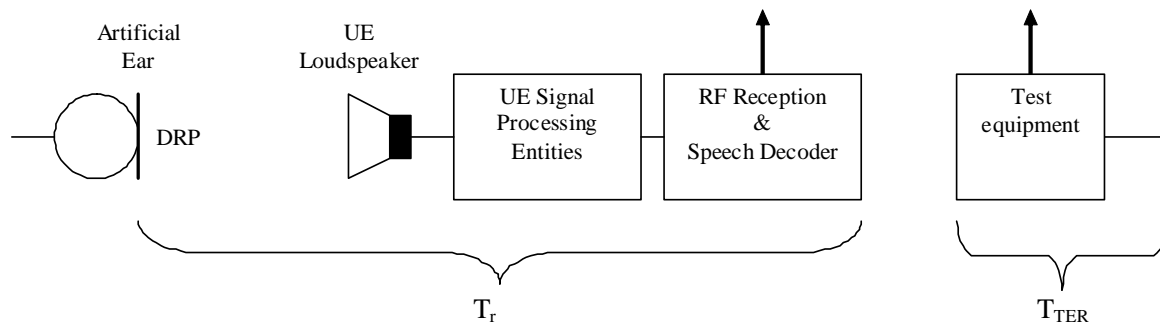 Artificial
Ear
UE
Loudspeaker
DRP
UE Signal
Processing
Entities
RF Reception
&
Speech Decoder
Test
equipment
Tr
TTER